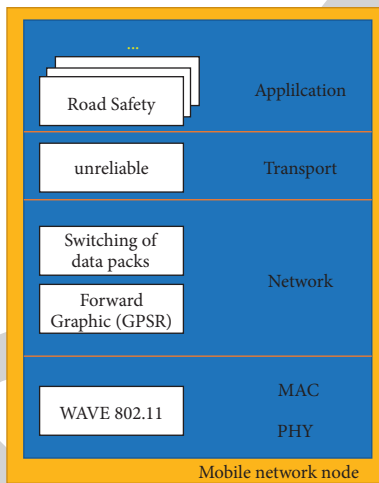 ...
Road Safety
Applilcation
unreliable
Transport
Switching of
data packs
Network
Forward
Graphic (GPSR)
WAVE 802.11
MAC
PHY
Mobile network node